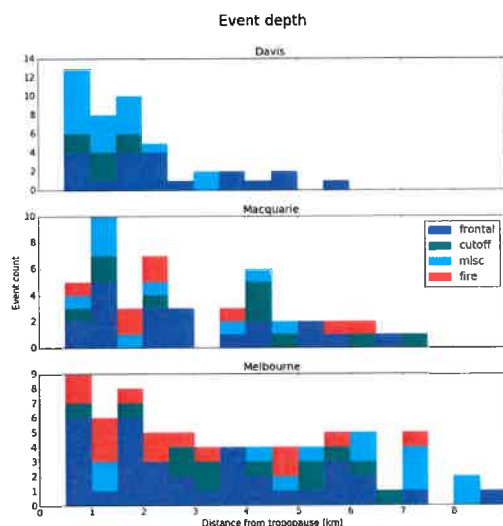 Event depth
Davis
14
12
10
8
6
4
2
0
Macquarie
10
8
6
4
2
0
frontal
cutoff
misc
fire
Event count
Melbourne
9
8
7
6
5
4
3
2
1
0
0 1 2 3 4 5 6 7 8
Distance from tropopause [km]